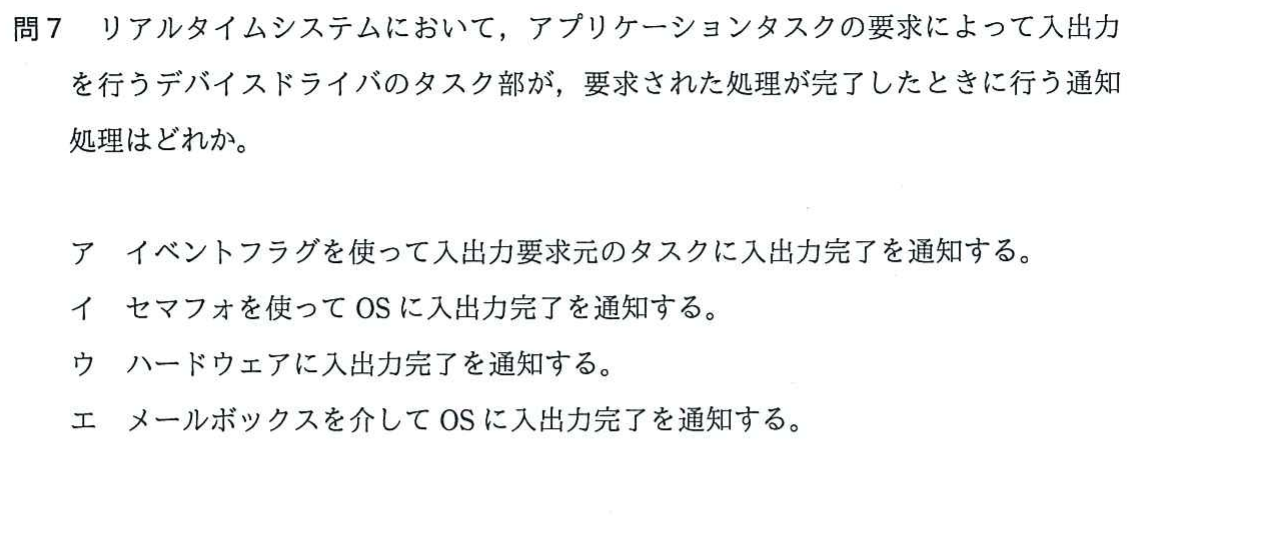 問7 リアルタイムシステムにおいて，アプリケーションタスクの要求によって入出力
を行うデバイスドライバのタスク部が，要求された処理が完了したときに行う通知
処理はどれか。
ア イベントフラグを使って入出力要求元のタスクに入出力完了を通知する。
イ セマフォを使って OS に入出力完了を通知する。
ウ ハードウェアに入出力完了を通知する。
エ メールボックスを介して OS に入出力完了を通知する。